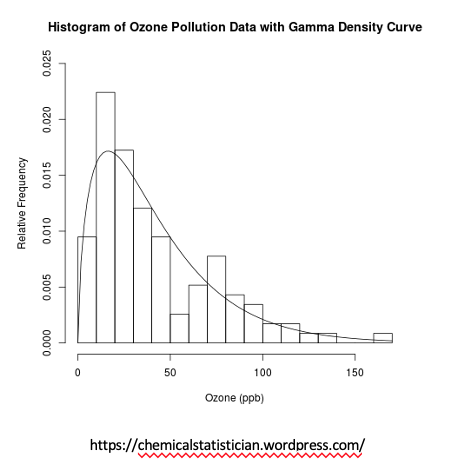 Histogram of Ozone Pollution Data with Gamma Density Curve
Relative Frequency
0.025
0.020
0.015
0.010
0.005
0.000
0 50 100 150
Ozone (ppb)
https://chemicalstatistician.wordpress.com/